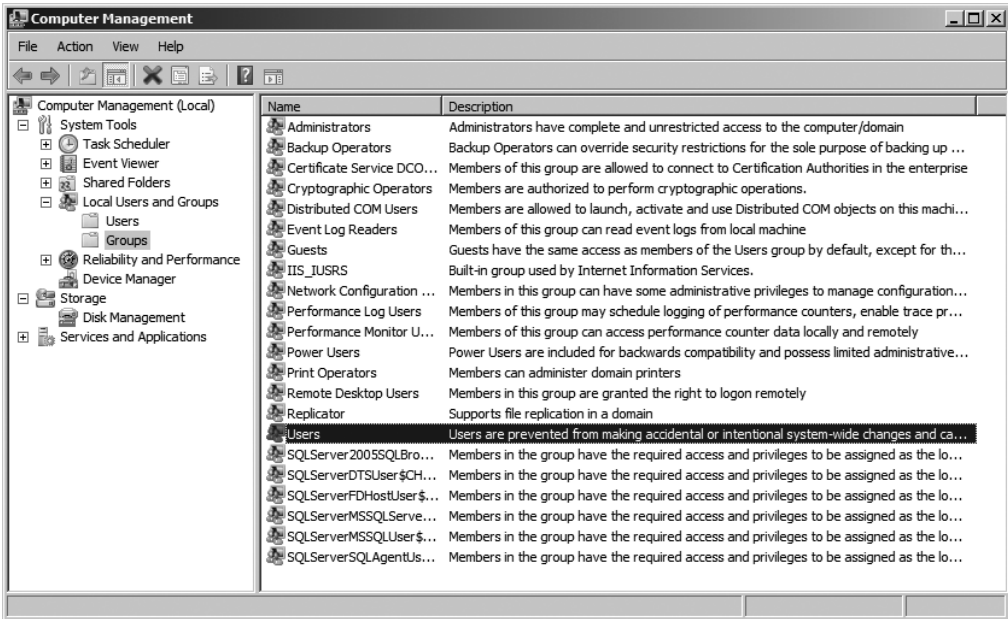 Computer Management
File Action View Help
Computer Management (Local)
System Tools
Task Scheduler
Event Viewer
Shared Folders
Local Users and Groups
Users
Groups
Reliability and Performance
Device Manager
Storage
Disk Management
Services and Applications
Name Description
Administrators Administrators have complete and unrestricted access to the computer/domain
Backup Operators Backup Operators can override security restrictions for the sole purpose of backing up ...
Certificate Service DCO... Members of this group are allowed to connect to Certification Authorities in the enterprise
Cryptographic Operators Members are authorized to perform cryptographic operations.
Distributed COM Users Members are allowed to launch, activate and use Distributed COM objects on this machi...
Event Log Readers Members of this group can read event logs from local machine
Guests Guests have the same access as members of the Users group by default, except for th...
IIS_IUSRS Built-in group used by Internet Information Services.
Network Configuration ... Members in this group can have some administrative privileges to manage configuration...
Performance Log Users Members of this group may schedule logging of performance counters, enable trace pr...
Performance Monitor U... Members of this group can access performance counter data locally and remotely
Power Users Power Users are included for backwards compatibility and possess limited administrative...
Print Operators Members can administer domain printers
Remote Desktop Users Members in this group are granted the right to logon remotely
Replicator Supports file replication in a domain
Users Users are prevented from making accidental or intentional system-wide changes and ca...
SQLServer2005SQLBro... Members in the group have the required access and privileges to be assigned as the lo...
SQLServerDTSUser$CH... Members in the group have the required access and privileges to be assigned as the lo...
SQLServerFDHostUser$... Members in the group have the required access and privileges to be assigned as the lo...
SQLServerMSSQLServe... Members in the group have the required access and privileges to be assigned as the lo...
SQLServerMSSQLUser$... Members in the group have the required access and privileges to be assigned as the lo...
SQLServerSQLAgentUs... Members in the group have the required access and privileges to be assigned as the lo...